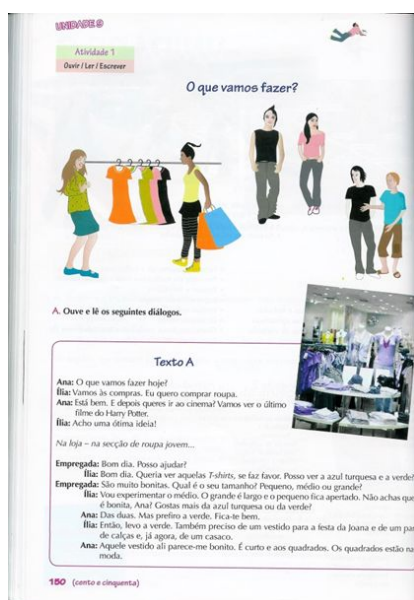 UNIDADE 9
Atividade 1
Ouvir / Ler / Escrever
O que vamos fazer?
A. Ouve e lê os seguintes diálogos.
Texto A
Ana: O que vamos fazer hoje?
Ília: Vamos às compras. Eu quero comprar roupa.
Ana: Está bem. E depois queres ir ao cinema? Vamos ver o último
filme do Harry Potter.
Ília: Acho uma ótima ideia!
Na loja – na secção de roupa jovem...
Empregada: Bom dia. Posso ajudar?
Ília: Bom dia. Queria ver aquelas T-shirts, se faz favor. Posso ver a azul turquesa e a verde?
Empregada: São muito bonitas. Qual é o seu tamanho? Pequeno, médio ou grande?
Ília: Vou experimentar o médio. O grande é largo e o pequeno fica apertado. Não achas que
é bonita, Ana? Gostas mais da azul turquesa ou da verde?
Ana: Das duas. Mas prefiro a verde. Fica-te bem.
Ília: Então, levo a verde. Também preciso de um vestido para a festa da Joana e de um par
de calças e, já agora, de um casaco.
Ana: Aquele vestido ali parece-me bonito. É curto e aos quadrados. Os quadrados estão na
moda.
150 (cento e cinquenta)